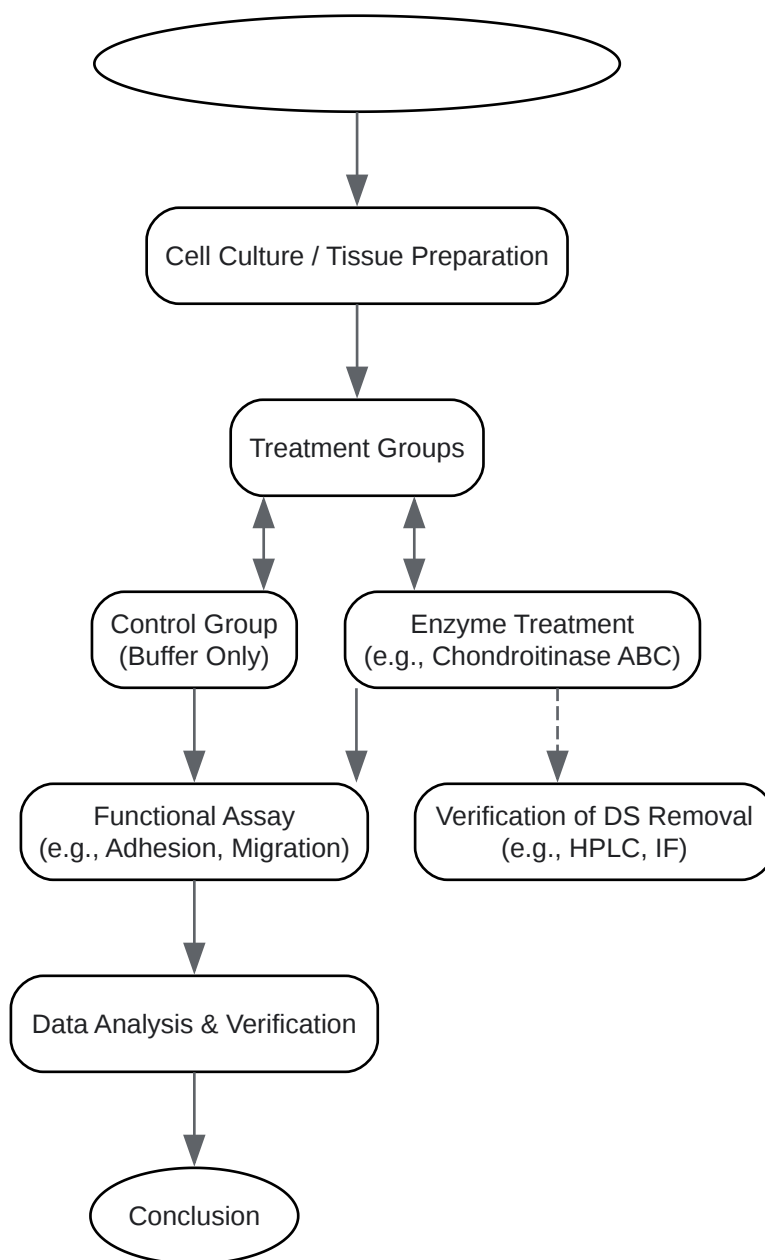 Cell Culture / Tissue Preparation
Treatment Groups
Control Group
(Buffer Only)
Enzyme Treatment
(e.g., Chondroitinase ABC)
Functional Assay
(e.g., Adhesion, Migration)
Verification of DS Removal
(e.g., HPLC, IF)
Data Analysis & Verification
Conclusion